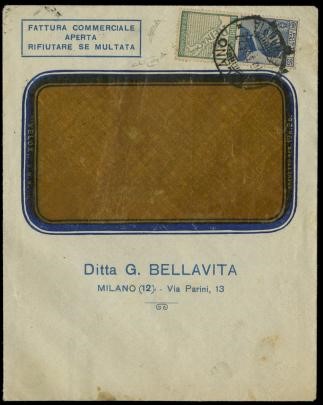 FATTURA COMMERCIALE
APERTA
RIFIUTARE SE MULTATA
Ditta G. BELLAVITA
MILANO (12) - Via Parini, 13